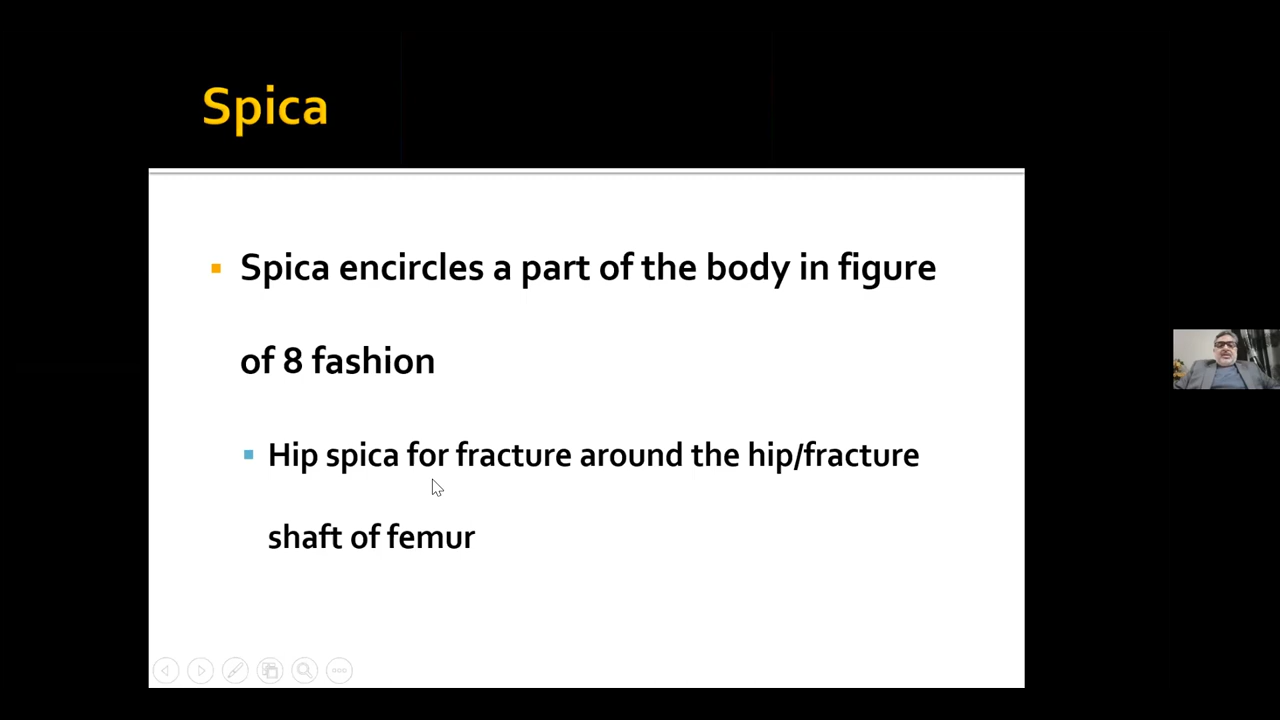 Spica
Spica encircles a part of the body in figure
of 8 fashion
Hip spica for fracture around the hip/fracture
shaft of femur